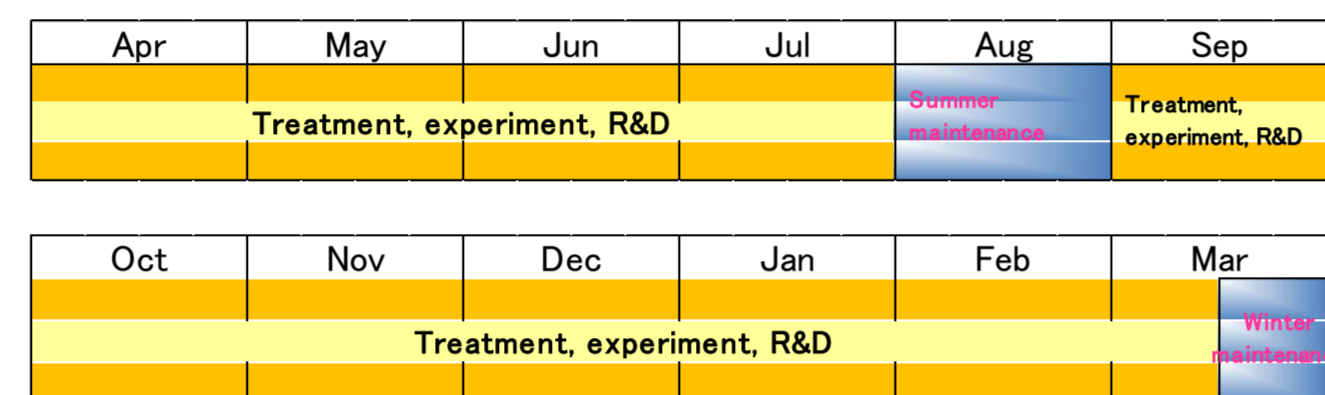 Apr May Jun Jul Aug Sep
Treatment, experiment, R&D
Summer
maintenance
Treatment,
experiment, R&D
Oct Nov Dec Jan Feb Mar
Treatment, experiment, R&D
Winter
maintenanc